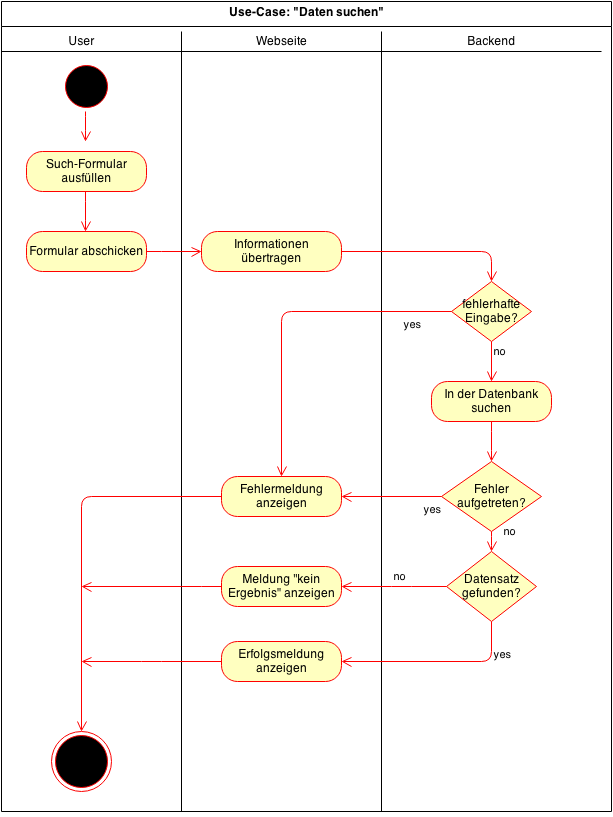 Use-Case: "Daten suchen"
User
Webseite
Backend
Such-Formular
ausfüllen
Formular abschicken
Informationen
übertragen
fehlerhafte
Eingabe?
yes
no
In der Datenbank
suchen
Fehlermeldung
anzeigen
Fehler
aufgetreten?
yes
no
Meldung "kein
Ergebnis" anzeigen
no
Datensatz
gefunden?
Erfolgsmeldung
anzeigen
yes